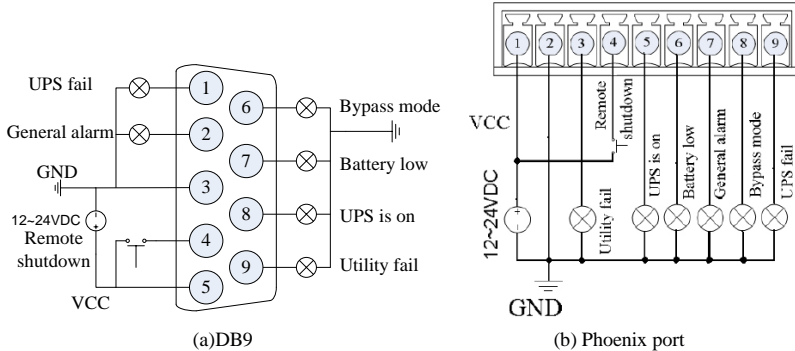 UPS fail
General alarm
GND
12~24VDC
Remote
shutdown
VCC
1
2
3
4
5
6
7
8
9
Bypass mode
Battery low
UPS is on
Utility fail
(a)DB9
1
2
3
4
5
6
7
8
9
VCC
12~24VDC
Utility fail
Remote
shutdown
UPS is on
Battery low
General alarm
Bypass mode
UPS fail
GND
(b) Phoenix port